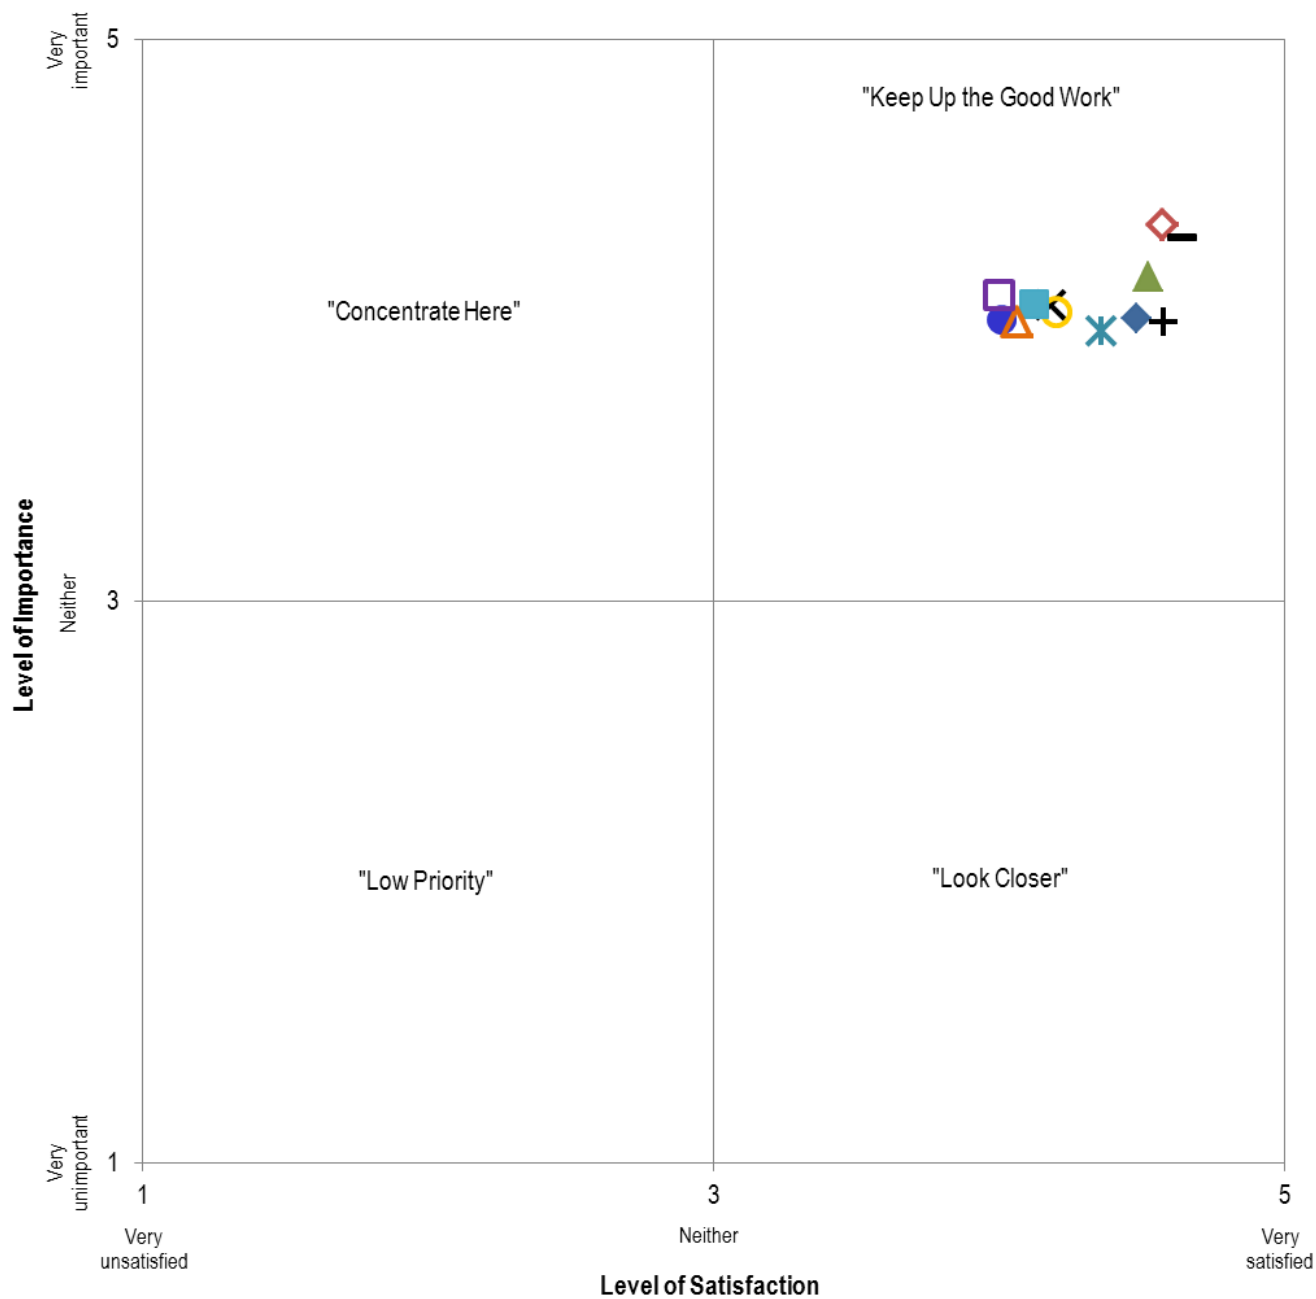 Very
important
5
"Keep Up the Good Work"
"Concentrate Here"
Level of Importance
Neither
3
"Low Priority"
"Look Closer"
Very
unimportant
1
1
3
5
Very
unsatisfied
Neither
Very
satisfied
Level of Satisfaction